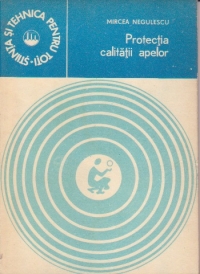 MIRCEA NEGULESCU
Protecția
calității apelor
ȘTIINȚA ȘI TEHNICA PENTRU TOȚI